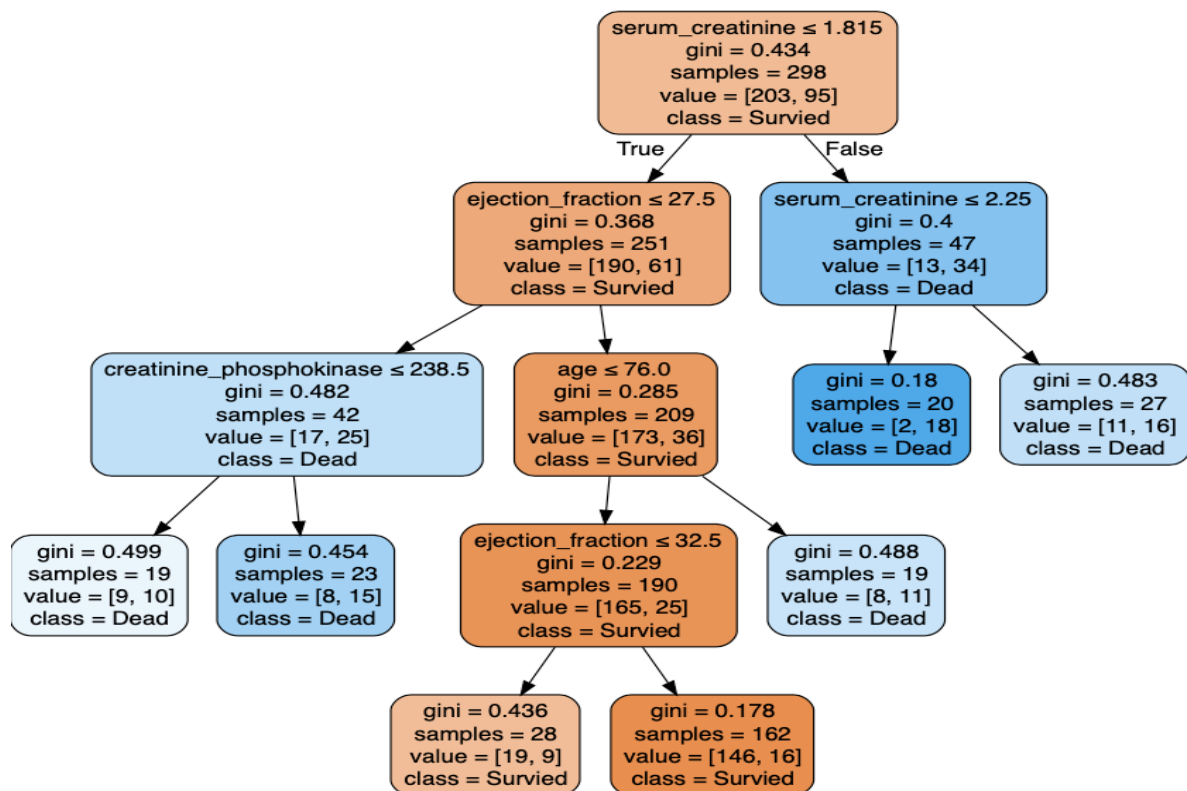 serum_creatinine ≤ 1.815
gini = 0.434
samples = 298
value = [203, 95]
class = Survied
True
False
ejection_fraction ≤ 27.5
gini = 0.368
samples = 251
value = [190, 61]
class = Survied
serum_creatinine ≤ 2.25
gini = 0.4
samples = 47
value = [13, 34]
class = Dead
creatinine_phosphokinase ≤ 238.5
gini = 0.482
samples = 42
value = [17, 25]
class = Dead
age ≤ 76.0
gini = 0.285
samples = 209
value = [173, 36]
class = Survied
gini = 0.18
samples = 20
value = [2, 18]
class = Dead
gini = 0.483
samples = 27
value = [11, 16]
class = Dead
gini = 0.499
samples = 19
value = [9, 10]
class = Dead
gini = 0.454
samples = 23
value = [8, 15]
class = Dead
ejection_fraction ≤ 32.5
gini = 0.229
samples = 190
value = [165, 25]
class = Survied
gini = 0.488
samples = 19
value = [8, 11]
class = Dead
gini = 0.436
samples = 28
value = [19, 9]
class = Survied
gini = 0.178
samples = 162
value = [146, 16]
class = Survied